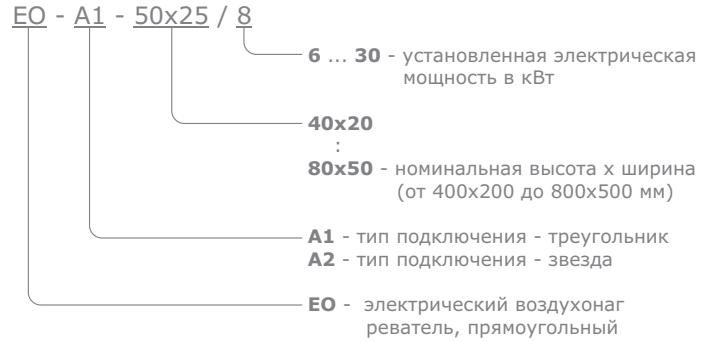 EO - A1 - 50x25 / 8
6 ... 30 - установленная электрическая
мощность в кВт
40x20
:
80x50 - номинальная высота x ширина
(от 400x200 до 800x500 мм)
A1 - тип подключения - треугольник
A2 - тип подключения - звезда
EO - электрический воздухонаг
реватель, прямоугольный